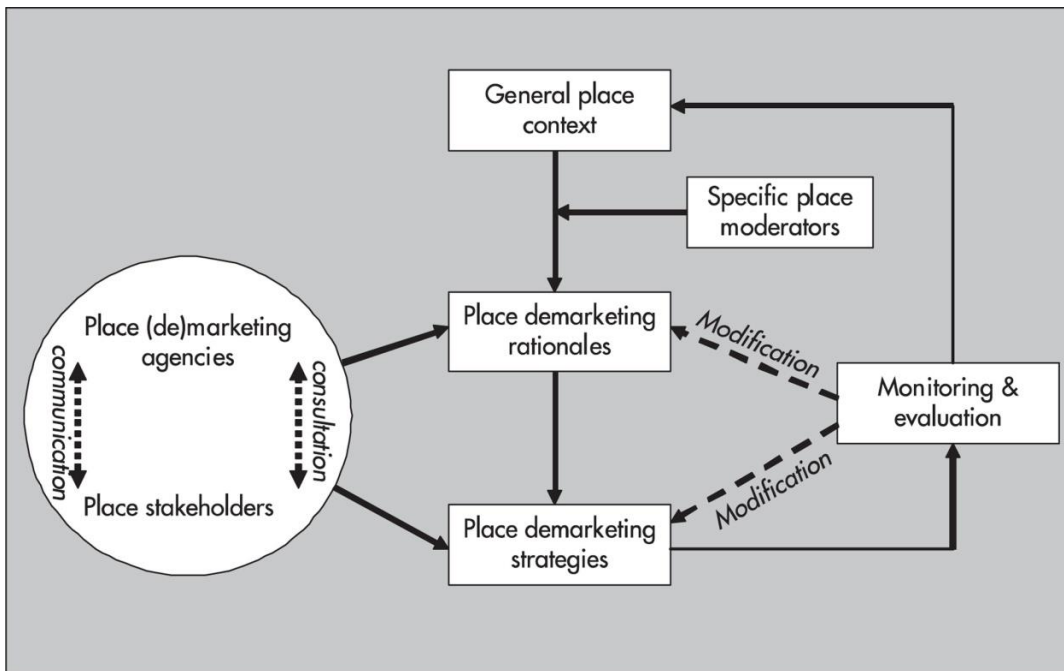 General place
context
Specific place
moderators
Place (de)marketing
agencies
communication
consultation
Place stakeholders
Place demarketing
rationales
Modification
Monitoring &
evaluation
Modification
Place demarketing
strategies